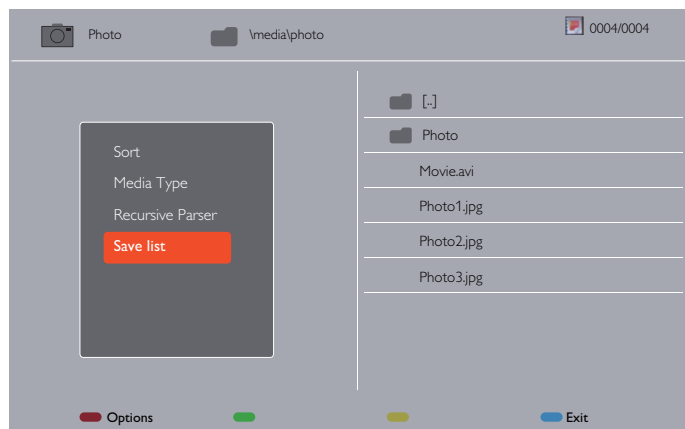 Photo
\media\photo
0004/0004
Sort
Media Type
Recursive Parser
Save list
[..]
Photo
Movie.avi
Photo1.jpg
Photo2.jpg
Photo3.jpg
Options
Exit